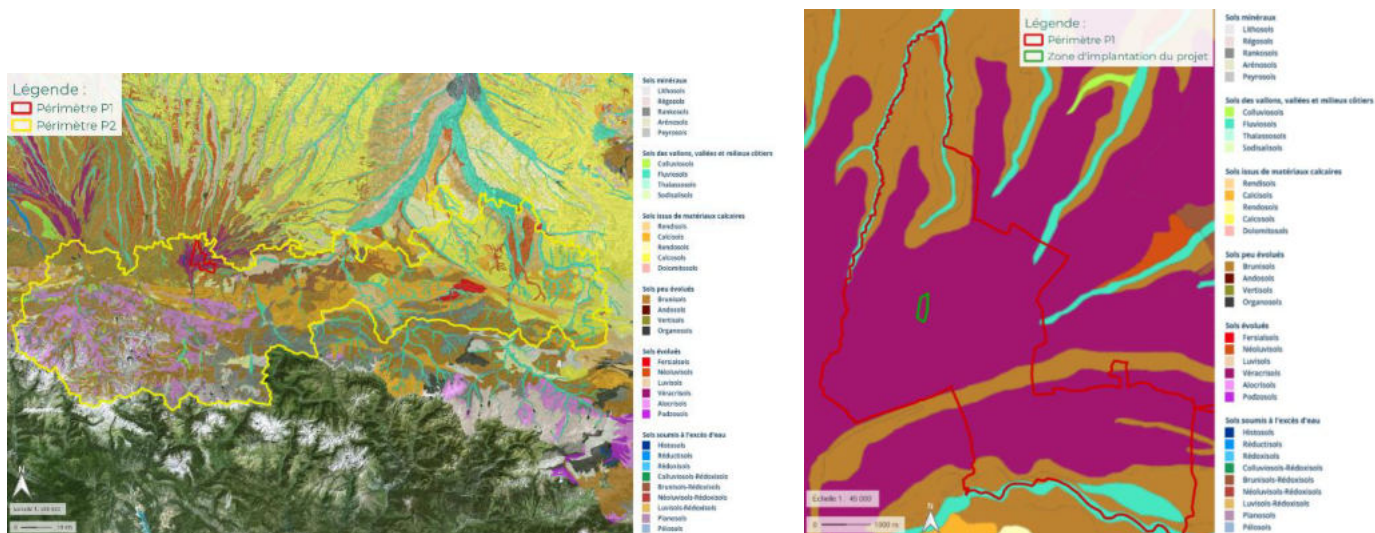 Légende :
Périmètre P1
Périmètre P2
N
0
Sols minéraux
Lithosols
Régosols
Rankosols
Arénosols
Peyrosols
Sols des vallons, vallées et milieux côtiers
Colluviosols
Fluviosols
Thalassosols
Sodisalisols
Sols issus de matériaux calcaires
Rendisols
Calcisols
Rendosols
Calcosols
Dolomitosols
Sols peu évolués
Brunisols
Andosols
Vertisols
Organosols
Sols évolués
Fersialsols
Néoluvisols
Luvisols
Véracrisols
Alocrisols
Podzosols
Sols soumis à l'excès d'eau
Histosols
Réductisols
Rédoxisols
Colluviosols-Rédoxisols
Brunisols-Rédoxisols
Néoluvisols-Rédoxisols
Luvisols-Rédoxisols
Planosols
Pélosols
Légende :
Périmètre P1
Zone d'implantation du projet
Échelle 1 : 45 000
0 1000 m
N
Sols minéraux
Lithosols
Régosols
Rankosols
Arénosols
Peyrosols
Sols des vallons, vallées et milieux côtiers
Colluviosols
Fluviosols
Thalassosols
Sodisalisols
Sols issus de matériaux calcaires
Rendisols
Calcisols
Rendosols
Calcosols
Dolomitosols
Sols peu évolués
Brunisols
Andosols
Vertisols
Organosols
Sols évolués
Fersialsols
Néoluvisols
Luvisols
Véracrisols
Alocrisols
Podzosols
Sols soumis à l'excès d'eau
Histosols
Réductisols
Rédoxisols
Colluviosols-Rédoxisols
Brunisols-Rédoxisols
Néoluvisols-Rédoxisols
Luvisols-Rédoxisols
Planosols
Pélosols